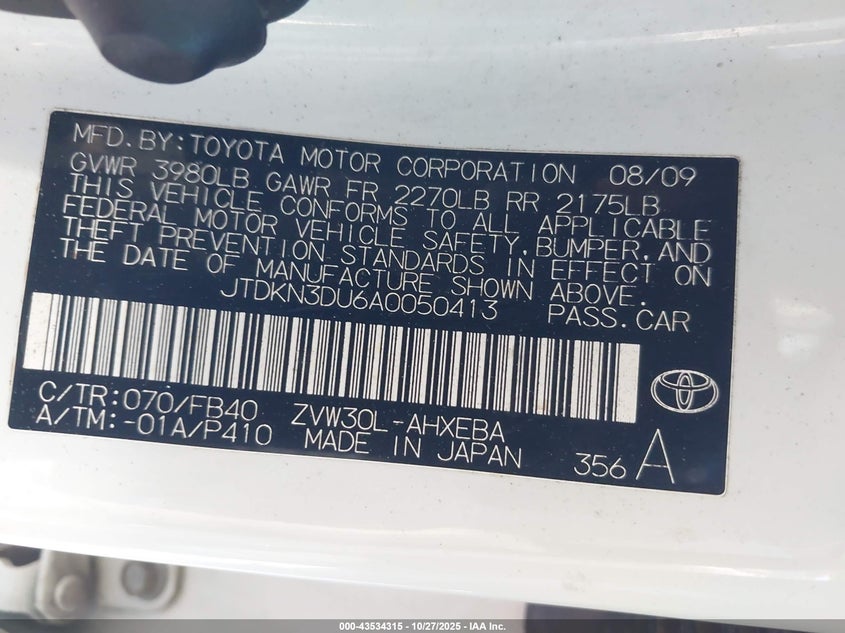 MFD. BY: TOYOTA MOTOR CORPORATION 08/09
GVWR 3980LB GAWR FR 2270LB RR 2175LB
THIS VEHICLE CONFORMS TO ALL APPLICABLE
FEDERAL MOTOR VEHICLE SAFETY, BUMPER, AND
THEFT PREVENTION STANDARDS IN EFFECT ON
THE DATE OF MANUFACTURE SHOWN ABOVE.
JTDKN3DU6A0050413 PASS. CAR
C/TR: 070/FB40 ZVW30L-AHXEBA
A/TM: -01A/P410 MADE IN JAPAN 356 A
000-43534315 - 10/27/2025 - IAA Inc.